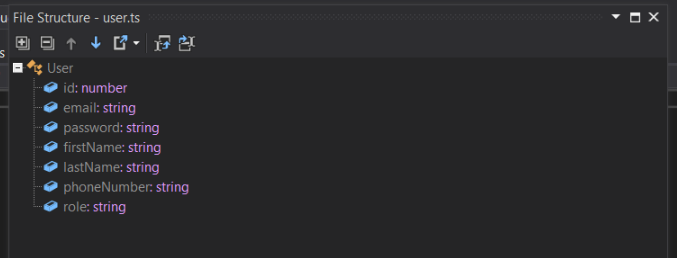 File Structure - user.ts
User
id: number
email: string
password: string
firstName: string
lastName: string
phoneNumber: string
role: string